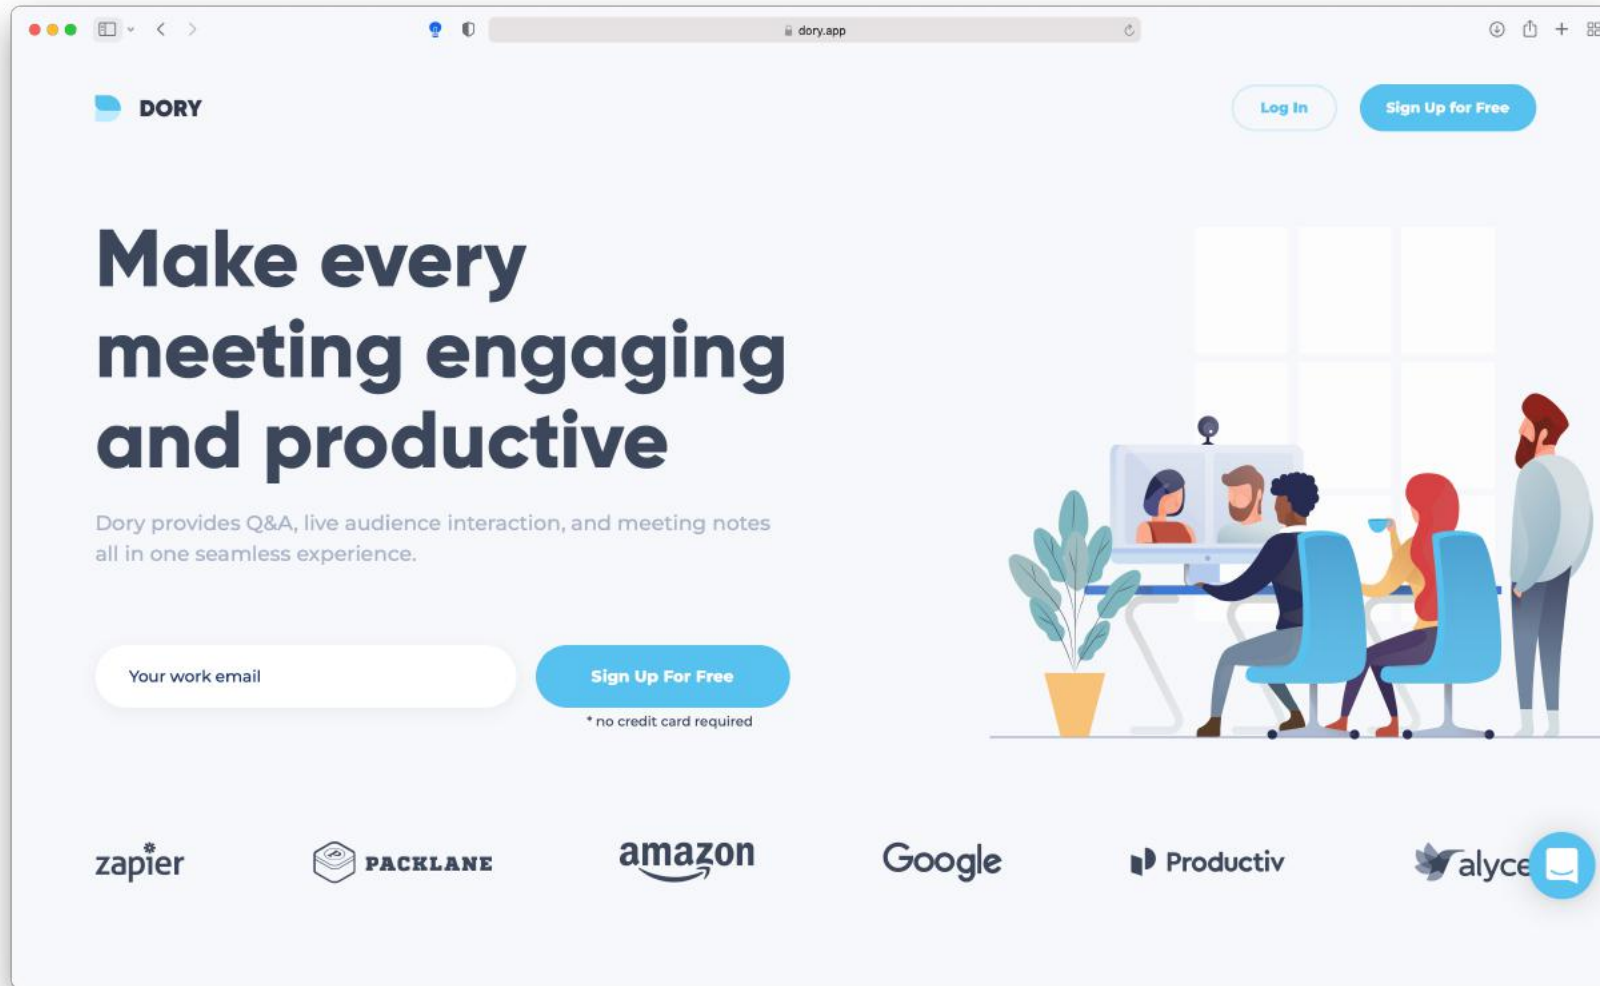 dory.app
DORY
Log In
Sign Up for Free
Make every
meeting engaging
and productive
Dory provides Q&A, live audience interaction, and meeting notes
all in one seamless experience.
Your work email
Sign Up For Free
* no credit card required
zapier
PACKLANE
amazon
Google
Productiv
alyce